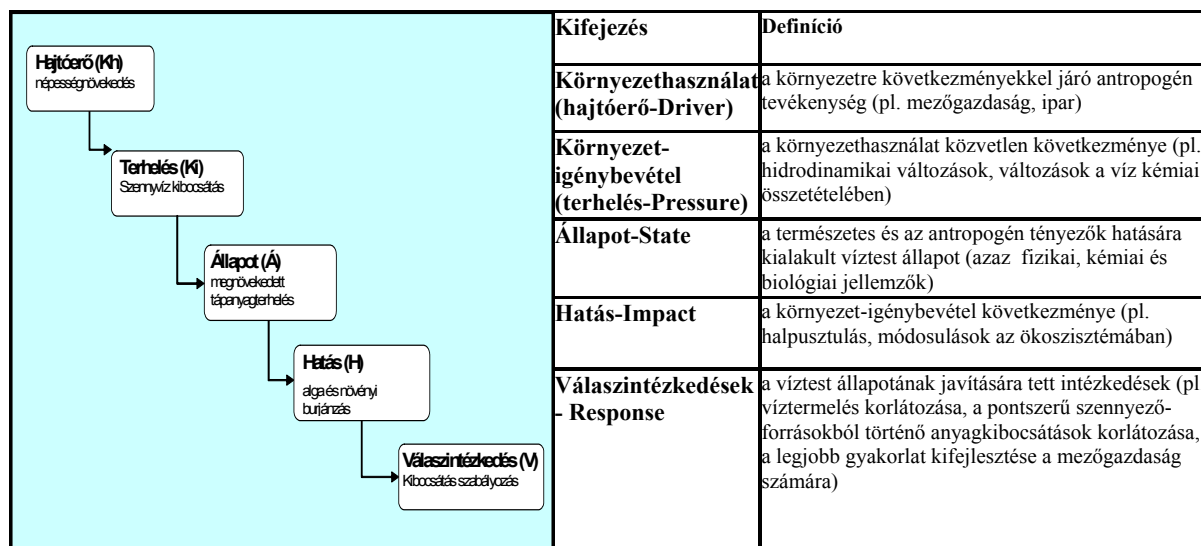 Hajtóerő (Kh)
népességnövekedés
Terhelés (Ki)
Szennyvíz kibocsátás
Állapot (Á)
megnövekedett
tápanyagterhelés
Hatás (H)
alga és növényi
burjánzás
Válaszintézkedés (V)
Kibocsátás szabályozás
Kifejezés
Definíció
Környezethasználat
(hajtóerő-Driver)
a környezetre következményekkel járó antropogén
tevékenység (pl. mezőgazdaság, ipar)
Környezet-
igénybevétel
(terhelés-Pressure)
a környezethasználat közvetlen következménye (pl.
hidrodinamikai változások, változások a víz kémiai
összetételében)
Állapot-State
a természetes és az antropogén tényezők hatására
kialakult víztest állapot (azaz fizikai, kémiai és
biológiai jellemzők)
Hatás-Impact
a környezet-igénybevétel következménye (pl.
halpusztulás, módosulások az ökoszisztémában)
Válaszintézkedések
- Response
a víztest állapotának javítására tett intézkedések (pl
víztermelés korlátozása, a pontszerű szennyező-
forrásokból történő anyagkibocsátások korlátozása,
a legjobb gyakorlat kifejlesztése a mezőgazdaság
számára)